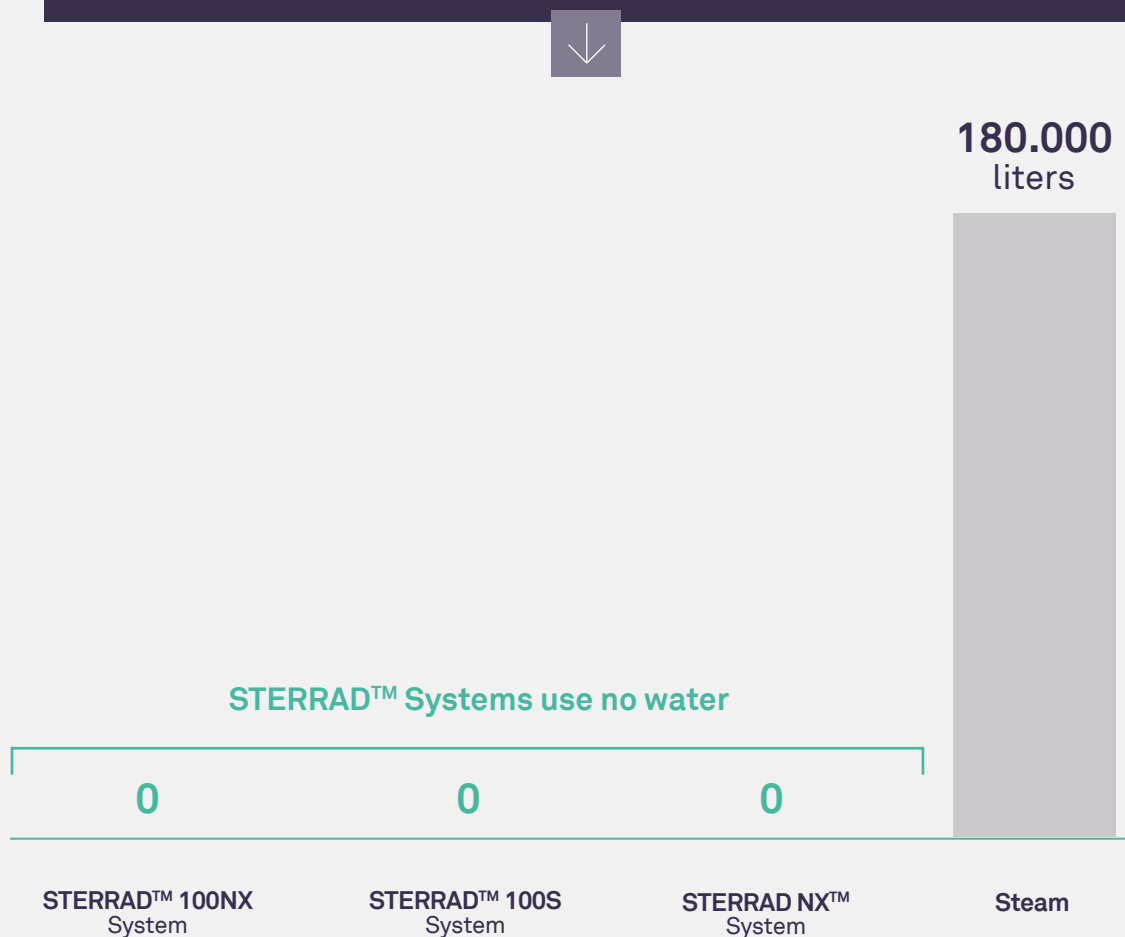 180.000
liters
STERRAD™ Systems use no water
0 0 0
STERRAD™ 100NX
System
STERRAD™ 100S
System
STERRAD NX™
System
Steam